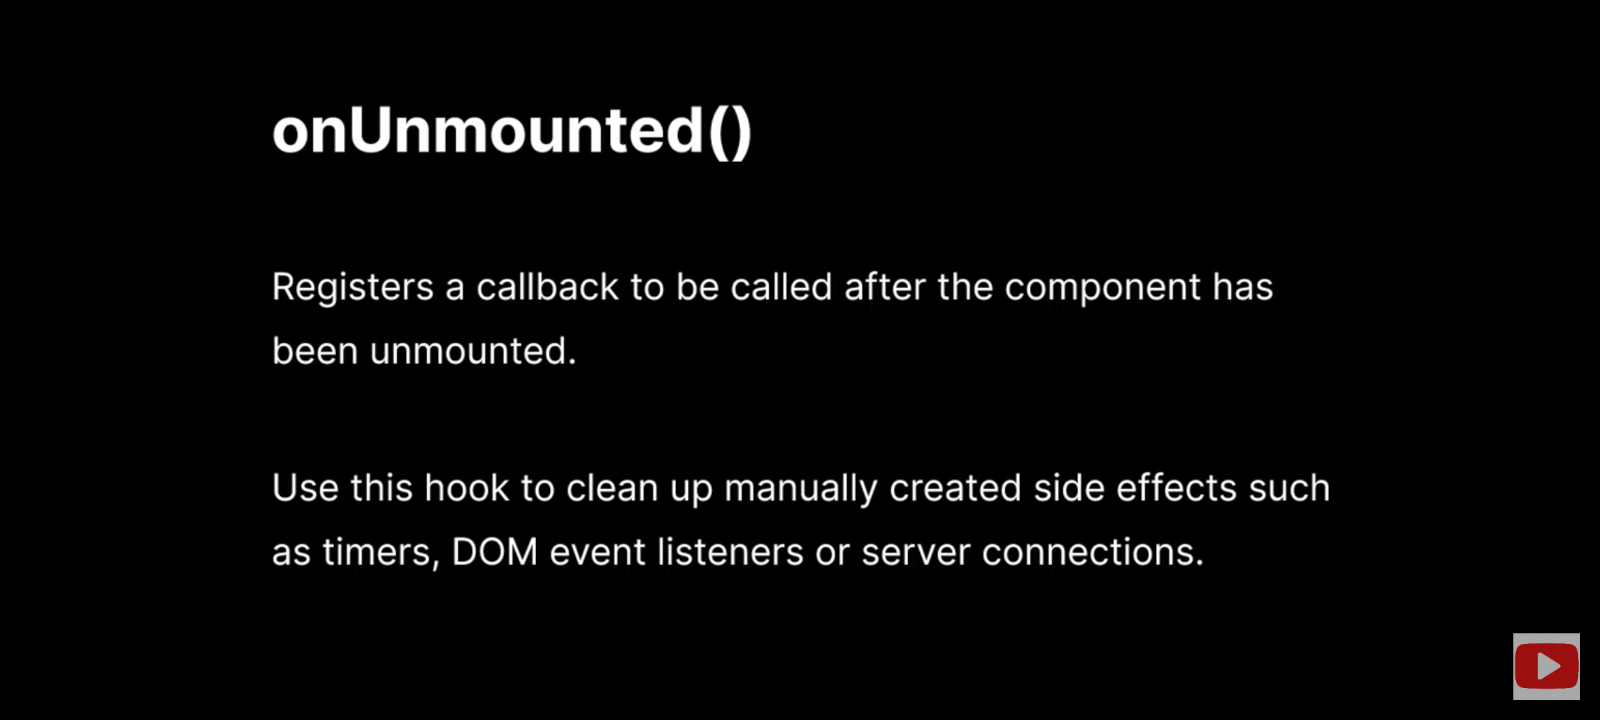 onUnmounted()
Registers a callback to be called after the component has
been unmounted.
Use this hook to clean up manually created side effects such
as timers, DOM event listeners or server connections.